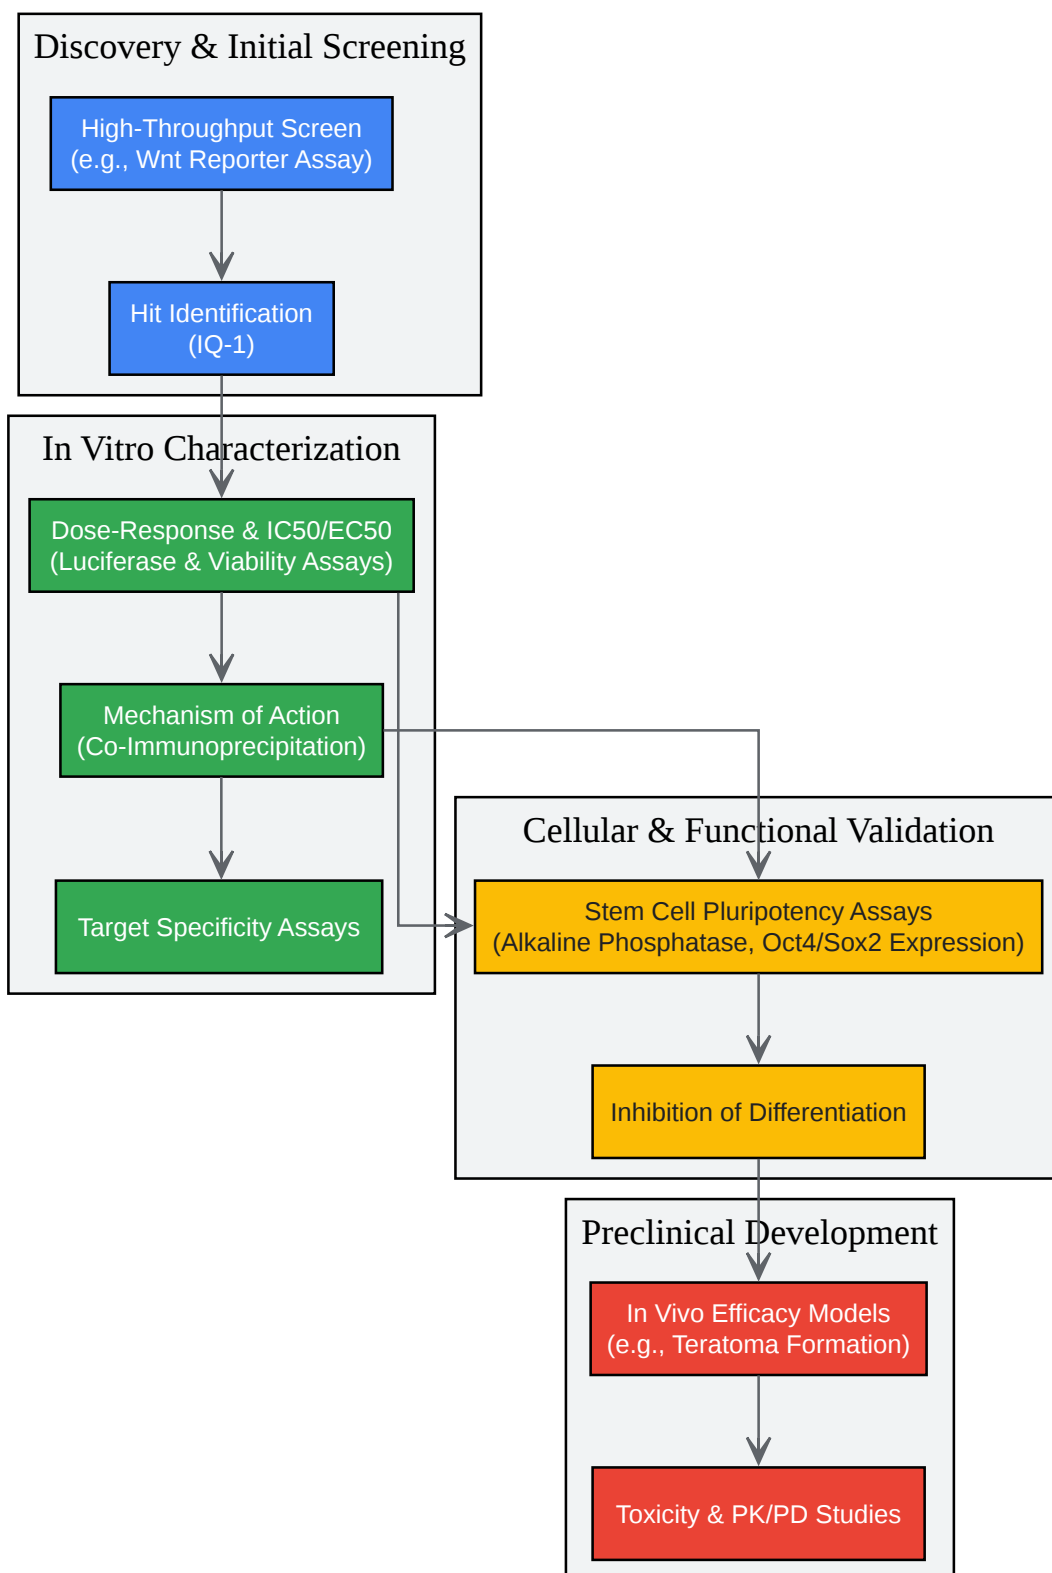 Discovery & Initial Screening
High-Throughput Screen
(e.g., Wnt Reporter Assay)
Hit Identification
(IQ-1)
In Vitro Characterization
Dose-Response & IC50/EC50
(Luciferase & Viability Assays)
Mechanism of Action
(Co-Immunoprecipitation)
Target Specificity Assays
Cellular & Functional Validation
Stem Cell Pluripotency Assays
(Alkaline Phosphatase, Oct4/Sox2 Expression)
Inhibition of Differentiation
Preclinical Development
In Vivo Efficacy Models
(e.g., Teratoma Formation)
Toxicity & PK/PD Studies